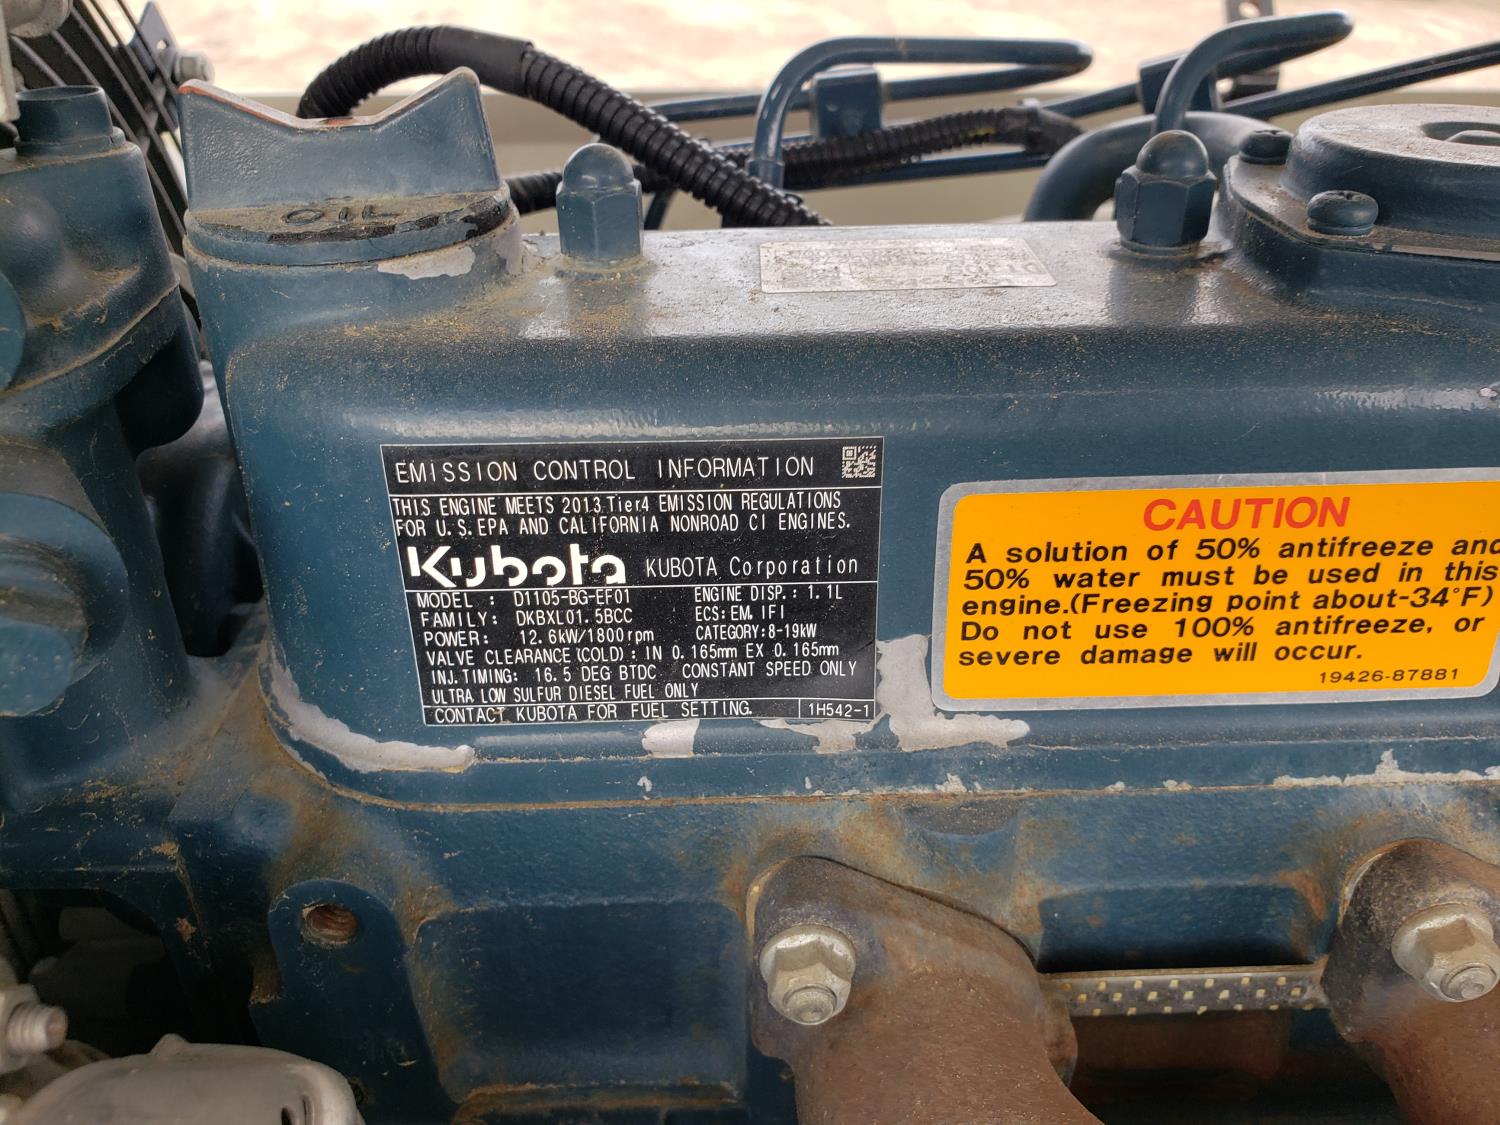 OIL
EMISSION CONTROL INFORMATION
THIS ENGINE MEETS 2013 Tier4 EMISSION REGULATIONS
FOR U.S. EPA AND CALIFORNIA NONROAD CI ENGINES.
Kubota KUBOTA Corporation
MODEL : D1105-BG-EF01 ENGINE DISP.: 1.1L
FAMILY: DKBXL01.5BCC ECS: EM, IFI
POWER: 12.6kW/1800rpm CATEGORY:8-19kW
VALVE CLEARANCE (COLD) : IN 0.165mm EX 0.165mm
INJ. TIMING: 16.5 DEG BTDC CONSTANT SPEED ONLY
ULTRA LOW SULFUR DIESEL FUEL ONLY
CONTACT KUBOTA FOR FUEL SETTING. 1H542-1
CAUTION
A solution of 50% antifreeze and
50% water must be used in this
engine.(Freezing point about-34°F)
Do not use 100% antifreeze, or
severe damage will occur.
19426-87881